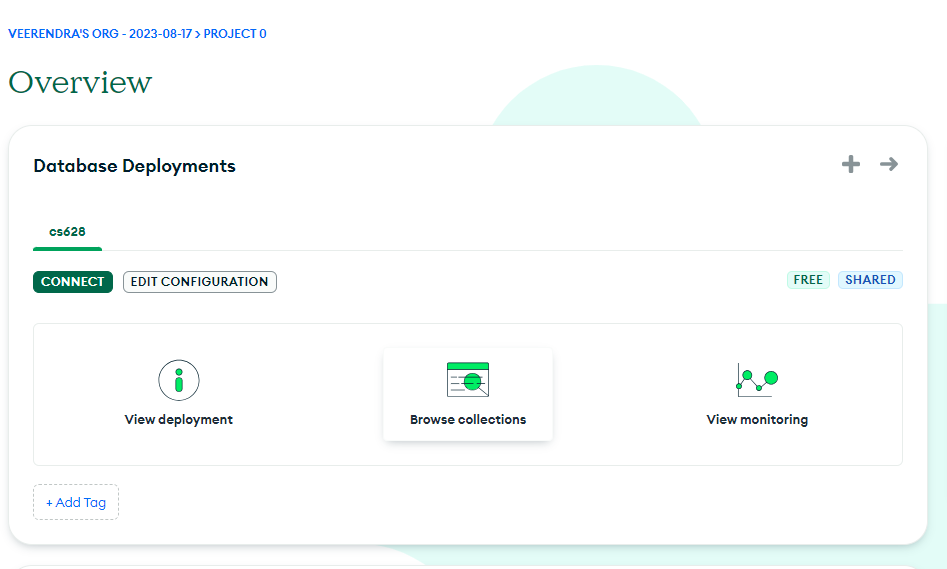 VEERENDRA'S ORG - 2023-08-17 > PROJECT 0
Overview
Database Deployments
cs628
CONNECT EDIT CONFIGURATION FREE SHARED
View deployment Browse collections View monitoring
+ Add Tag